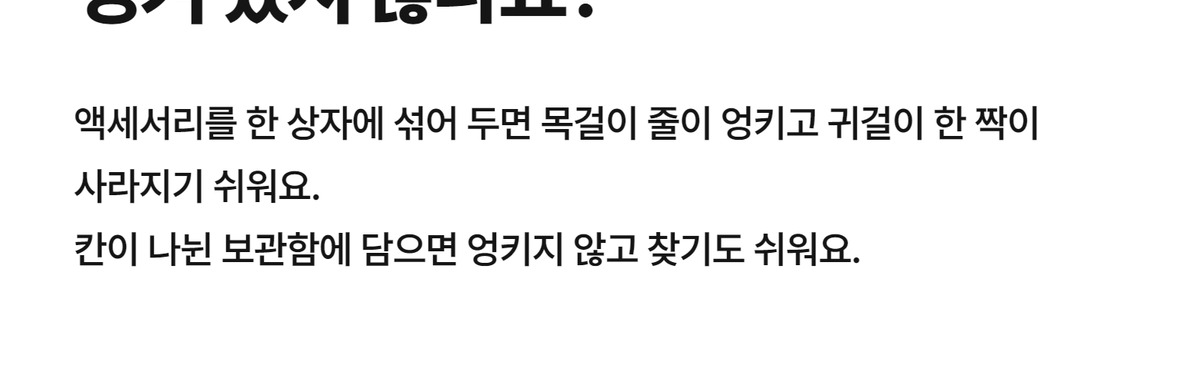 액세서리를 한 상자에 섞어 두면 목걸이 줄이 엉키고 귀걸이 한 짝이
사라지기 쉬워요.
칸이 나뉜 보관함에 담으면 엉키지 않고 찾기도 쉬워요.